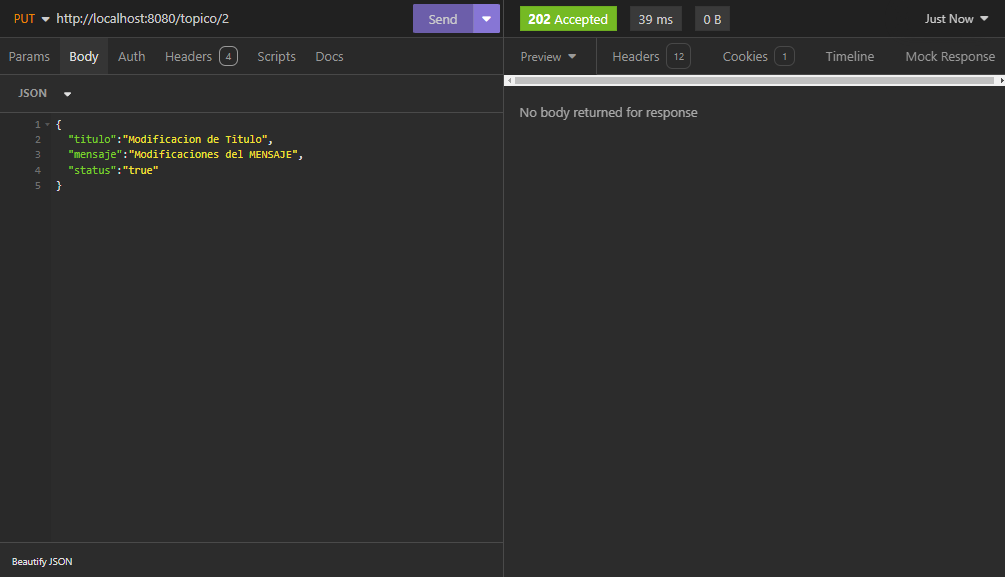 PUT http://localhost:8080/topico/2 Send
202 Accepted 39 ms 0 B Just Now
Params Body Auth Headers 4 Scripts Docs
Preview Headers 12 Cookies 1 Timeline Mock Response
JSON
1 {
2 "titulo":"Modificacion de Titulo",
3 "mensaje":"Modificaciones del MENSAJE",
4 "status":"true"
5 }
No body returned for response
Beautify JSON